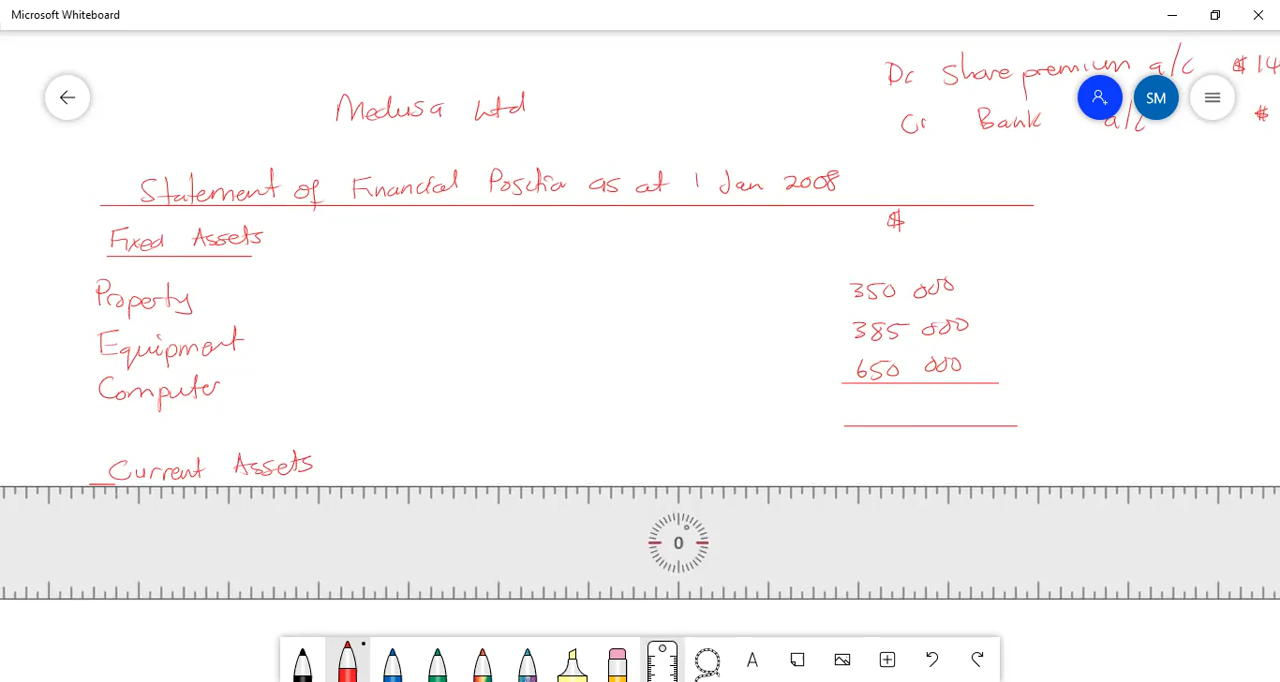 Microsoft Whiteboard
Dr Share premium a/c $14
Cr Bank a/c $
SM
Medusa Ltd
Statement of Financial Position as at 1 Jan 2008
$
Fixed Assets
Property 350 000
Equipment 385 000
Computer 650 000
Current Assets
0
A